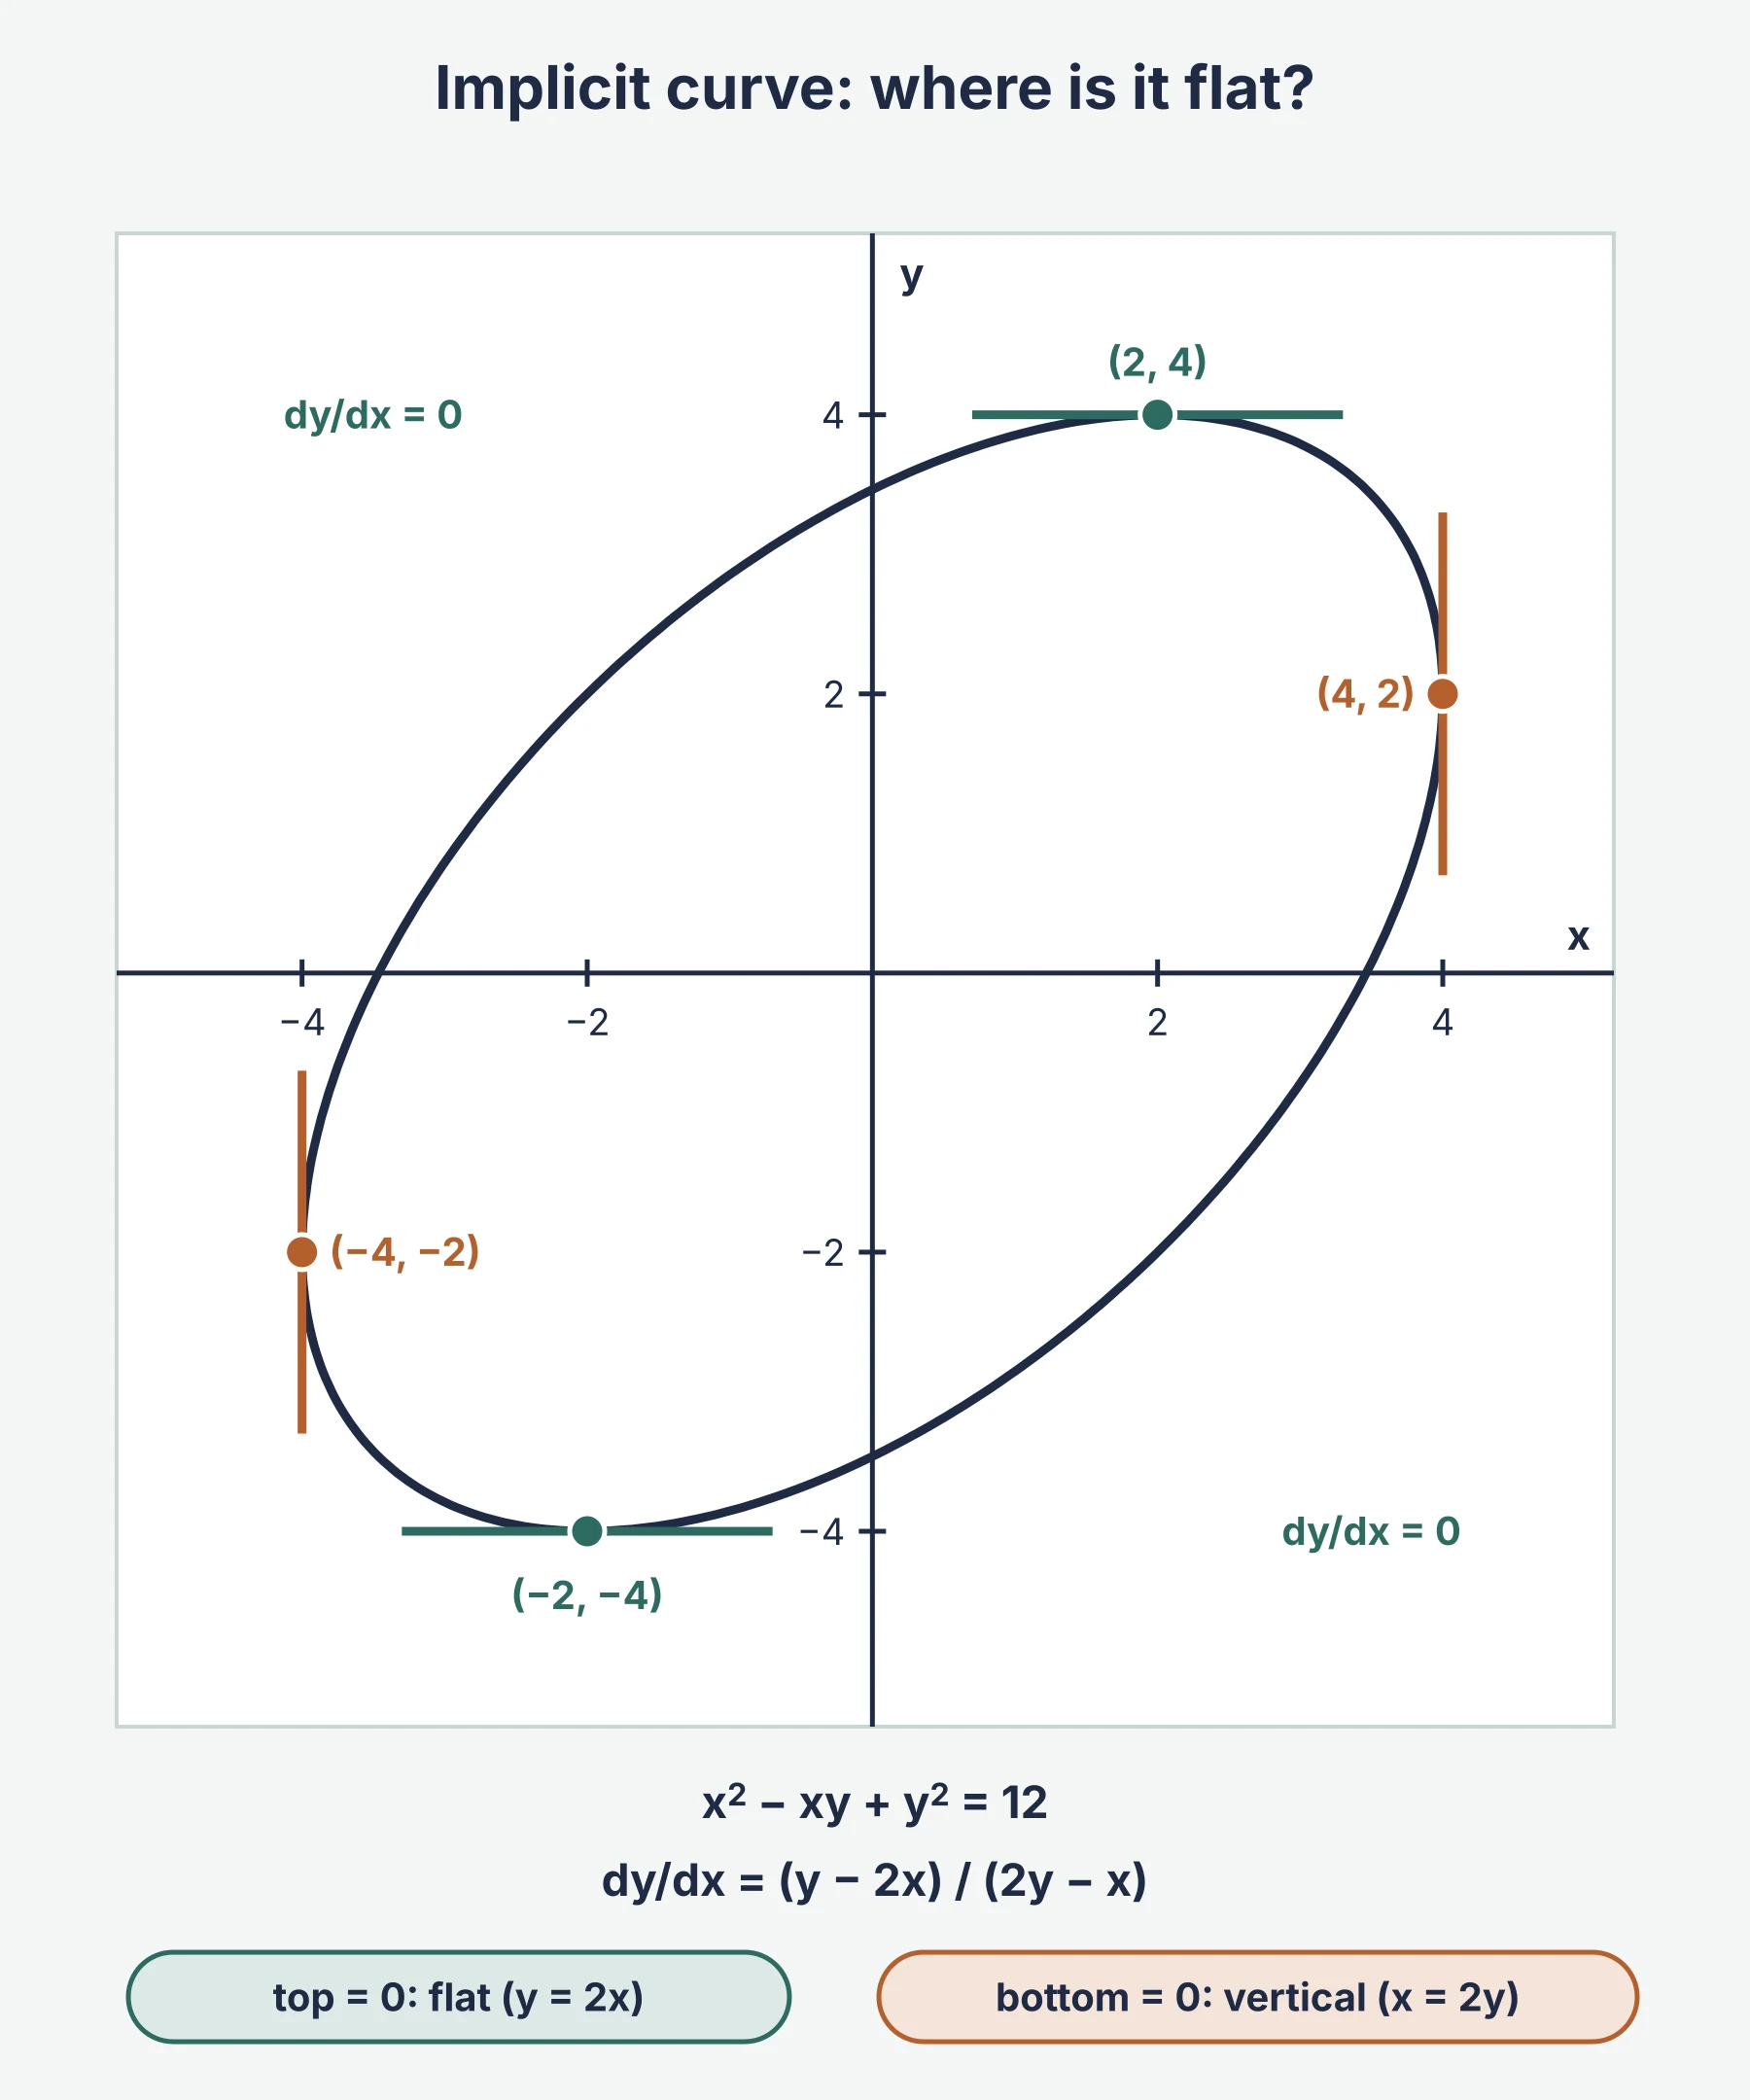 Implicit curve: where is it flat?
y
(2, 4)
dy/dx = 0
4
2
(4, 2)
x
−4
−2
2
4
−2
(−4, −2)
−4
dy/dx = 0
(−2, −4)
x² − xy + y² = 12
dy/dx = (y − 2x) / (2y − x)
top = 0: flat (y = 2x)
bottom = 0: vertical (x = 2y)